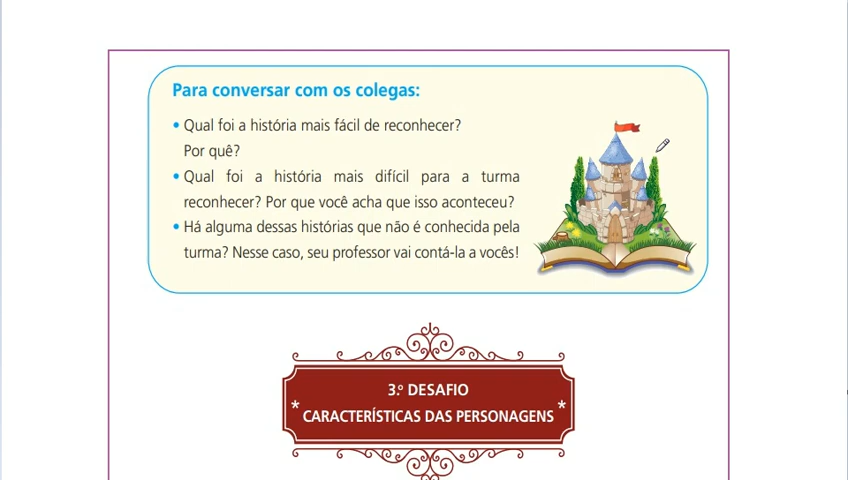 Para conversar com os colegas:
• Qual foi a história mais fácil de reconhecer?
Por quê?
• Qual foi a história mais difícil para a turma
reconhecer? Por que você acha que isso aconteceu?
• Há alguma dessas histórias que não é conhecida pela
turma? Nesse caso, seu professor vai contá-la a vocês!
3.º DESAFIO
* CARACTERÍSTICAS DAS PERSONAGENS *